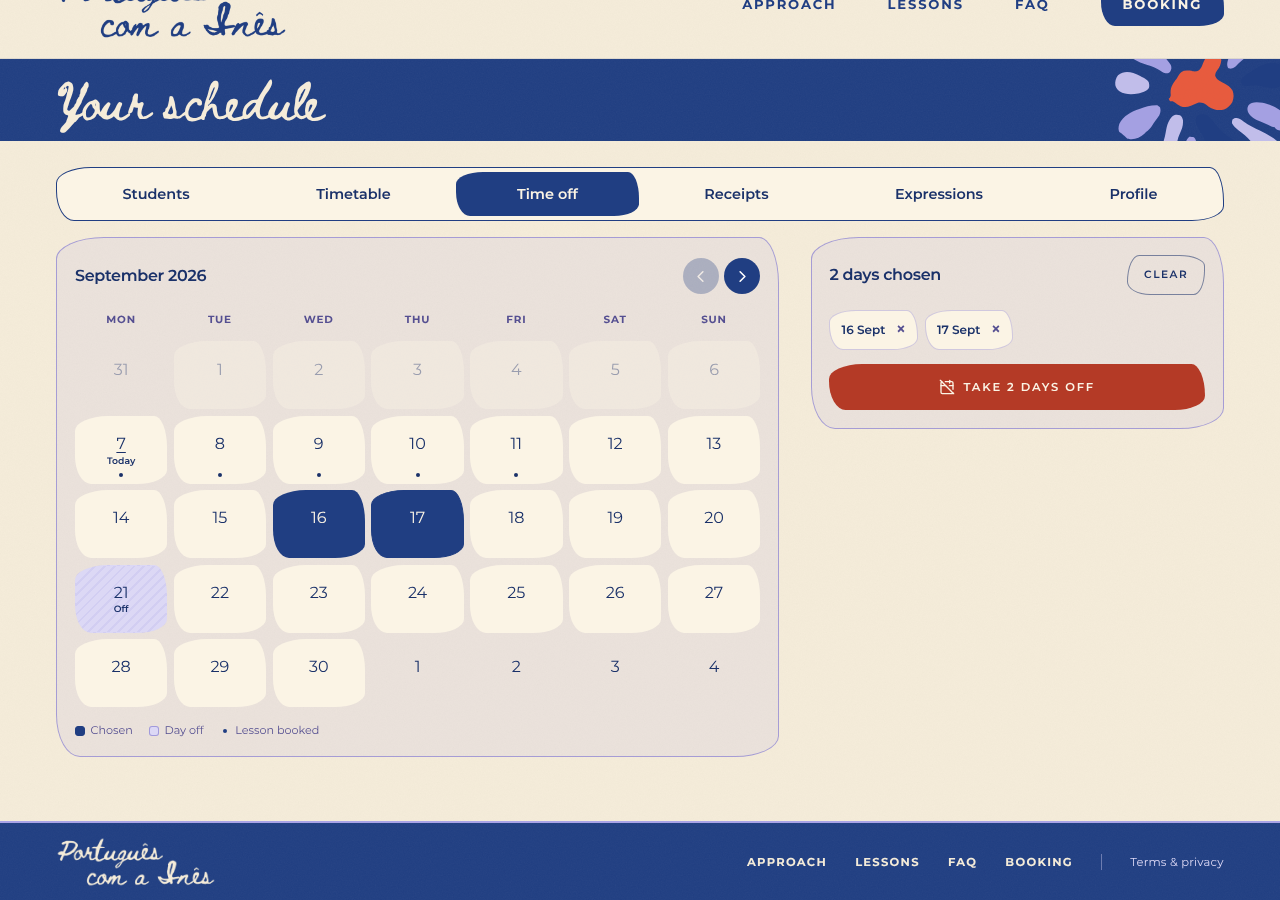 Português
com a Inês
APPROACH LESSONS FAQ BOOKING
Your schedule
Students Timetable Time off Receipts Expressions Profile
September 2026
MON TUE WED THU FRI SAT SUN
31 1 2 3 4 5 6
7 8 9 10 11 12 13
Today
14 15 16 17 18 19 20
21 22 23 24 25 26 27
Off
28 29 30 1 2 3 4
Chosen Day off Lesson booked
2 days chosen CLEAR
16 Sept × 17 Sept ×
TAKE 2 DAYS OFF
Português
com a Inês
APPROACH LESSONS FAQ BOOKING Terms & privacy